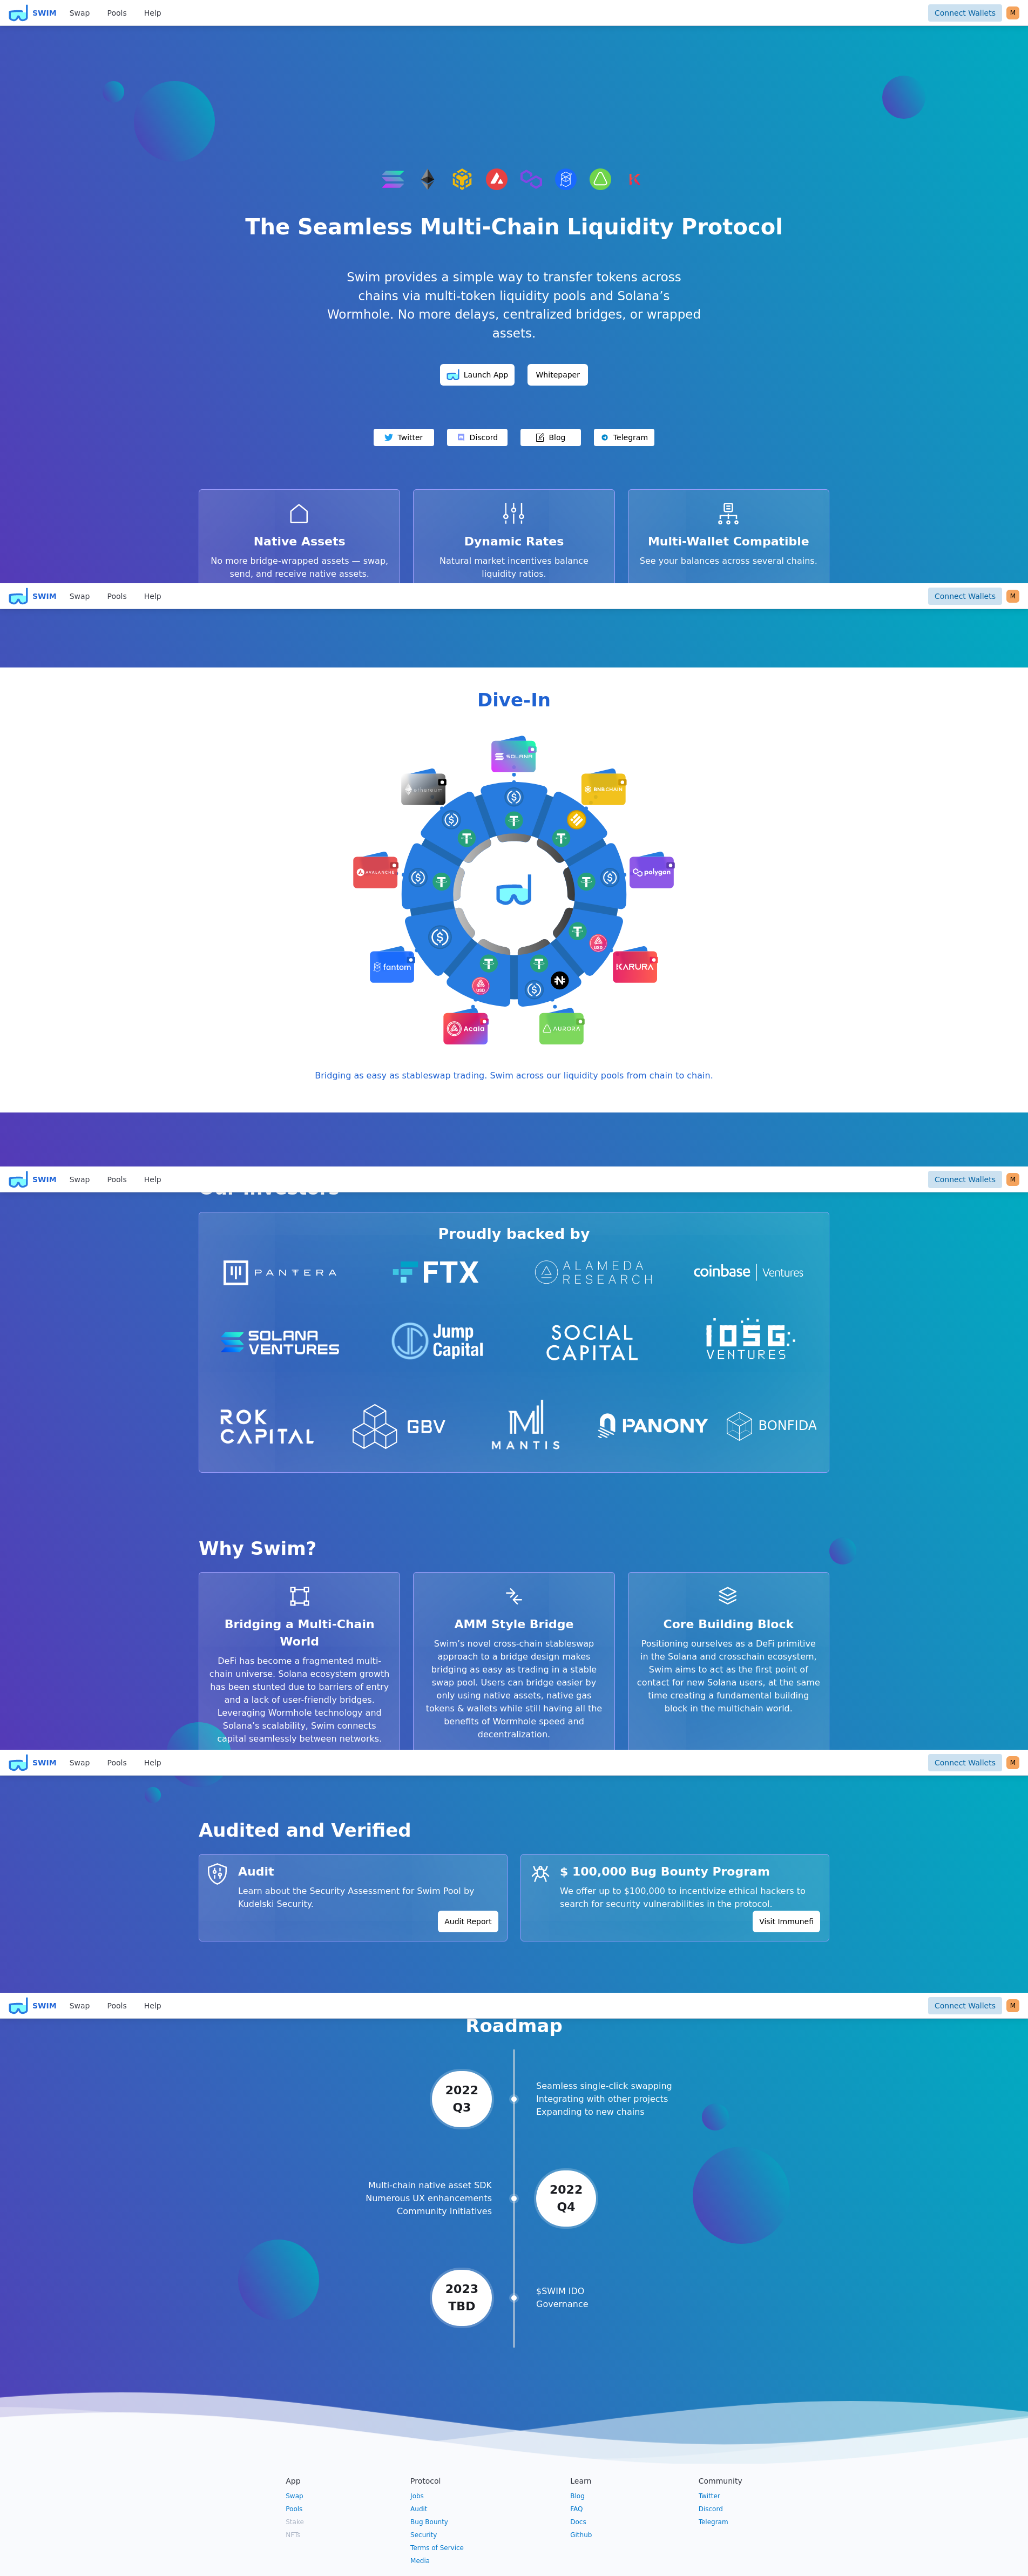 SWIM Swap Pools Help Connect Wallets M
The Seamless Multi-Chain Liquidity Protocol
Swim provides a simple way to transfer tokens across
chains via multi-token liquidity pools and Solana’s
Wormhole. No more delays, centralized bridges, or wrapped
assets.
Launch App Whitepaper
Twitter Discord Blog Telegram
Native Assets
No more bridge-wrapped assets — swap,
send, and receive native assets.
Dynamic Rates
Natural market incentives balance
liquidity ratios.
Multi-Wallet Compatible
See your balances across several chains.
SWIM Swap Pools Help Connect Wallets M
Dive-In
SOLANA
ethereum
BNB CHAIN
AVALANCHE
polygon
fantom
KARURA
Acala
AURORA
USD
USD
Bridging as easy as stableswap trading. Swim across our liquidity pools from chain to chain.
SWIM Swap Pools Help Connect Wallets M
Our Investors
Proudly backed by
PANTERA
FTX
ALAMEDA
RESEARCH
coinbase | Ventures
SOLANA
VENTURES
Jump
Capital
SOCIAL
CAPITAL
IOSG
VENTURES
ROK
CAPITAL
GBV
M
MANTIS
PANONY
BONFIDA
Why Swim?
Bridging a Multi-Chain
World
DeFi has become a fragmented multi-
chain universe. Solana ecosystem growth
has been stunted due to barriers of entry
and a lack of user-friendly bridges.
Leveraging Wormhole technology and
Solana’s scalability, Swim connects
capital seamlessly between networks.
AMM Style Bridge
Swim’s novel cross-chain stableswap
approach to a bridge design makes
bridging as easy as trading in a stable
swap pool. Users can bridge easier by
only using native assets, native gas
tokens & wallets while still having all the
benefits of Wormhole speed and
decentralization.
Core Building Block
Positioning ourselves as a DeFi primitive
in the Solana and crosschain ecosystem,
Swim aims to act as the first point of
contact for new Solana users, at the same
time creating a fundamental building
block in the multichain world.
SWIM Swap Pools Help Connect Wallets M
Audited and Verified
Audit
Learn about the Security Assessment for Swim Pool by
Kudelski Security.
Audit Report
$ 100,000 Bug Bounty Program
We offer up to $100,000 to incentivize ethical hackers to
search for security vulnerabilities in the protocol.
Visit Immunefi
SWIM Swap Pools Help Connect Wallets M
Roadmap
2022
Q3
Seamless single-click swapping
Integrating with other projects
Expanding to new chains
Multi-chain native asset SDK
Numerous UX enhancements
Community Initiatives
2022
Q4
2023
TBD
$SWIM IDO
Governance
App
Swap
Pools
Stake
NFTs
Protocol
Jobs
Audit
Bug Bounty
Security
Terms of Service
Media
Learn
Blog
FAQ
Docs
Github
Community
Twitter
Discord
Telegram